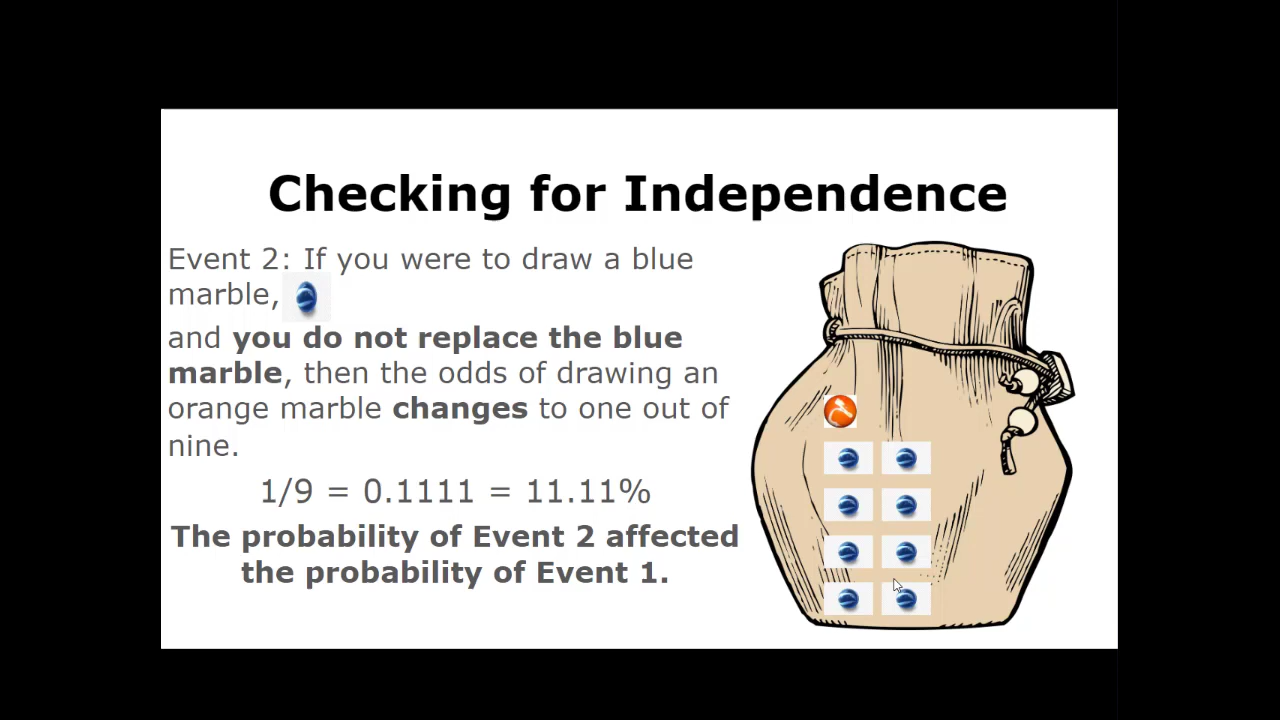 Checking for Independence
Event 2: If you were to draw a blue
marble,
and you do not replace the blue
marble, then the odds of drawing an
orange marble changes to one out of
nine.
1/9 = 0.1111 = 11.11%
The probability of Event 2 affected
the probability of Event 1.